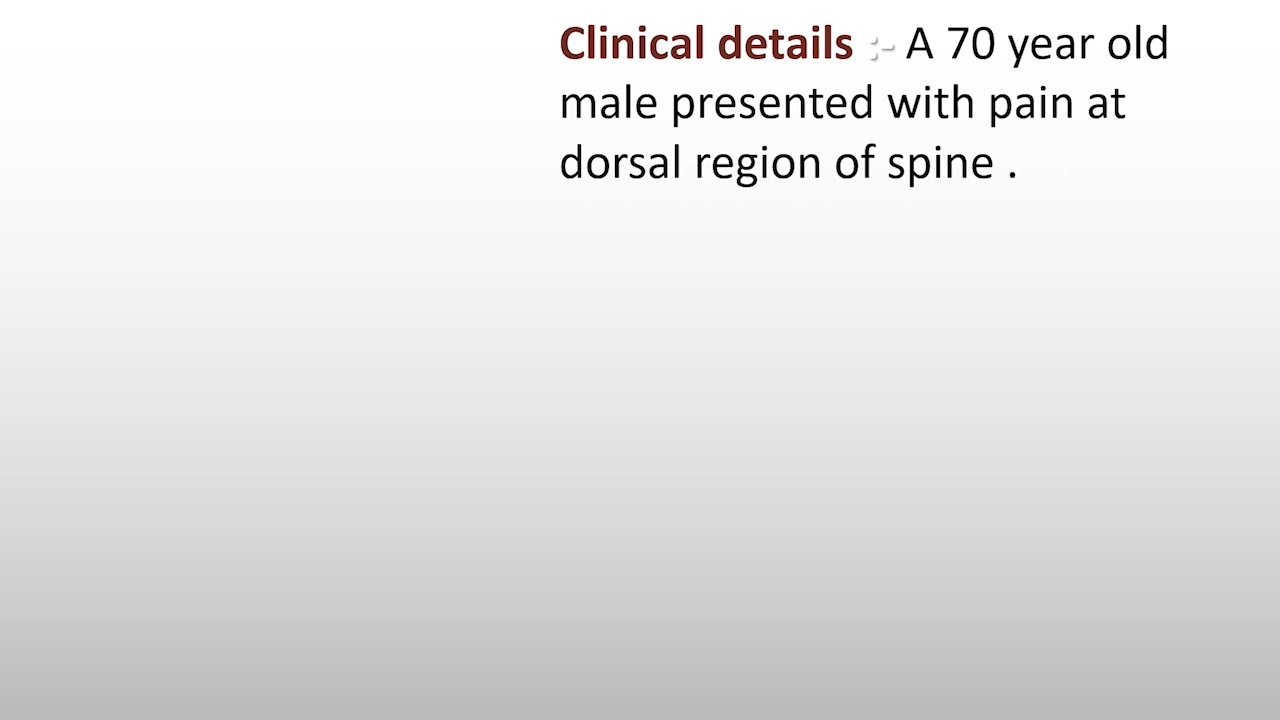 Clinical details :- A 70 year old
male presented with pain at
dorsal region of spine .